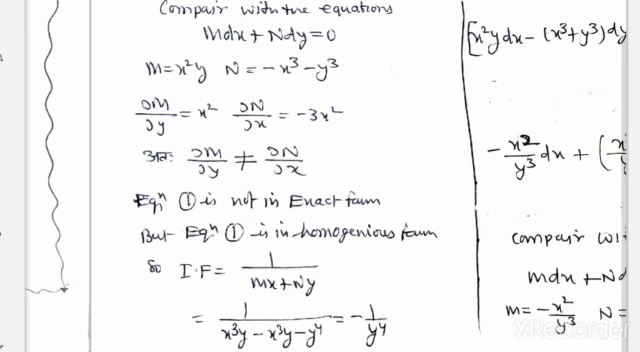 Compair with the equations
Mdx + Ndy = 0
M = x²y N = -x³ - y³
∂M/∂y = x² ∂N/∂x = -3x²
अतः ∂M/∂y ≠ ∂N/∂x
Eqⁿ ① is not in Exact form
But Eqⁿ ① is in homogenious form
So I.F = 1/(Mx + Ny)
= 1/(x³y - x³y - y⁴) = -1/y⁴
[x²y dx - (x³ + y³) dy
-x²/y³ dx + (
compair wi
mdx + Nd
M = -x²/y³ N =
XRecorder